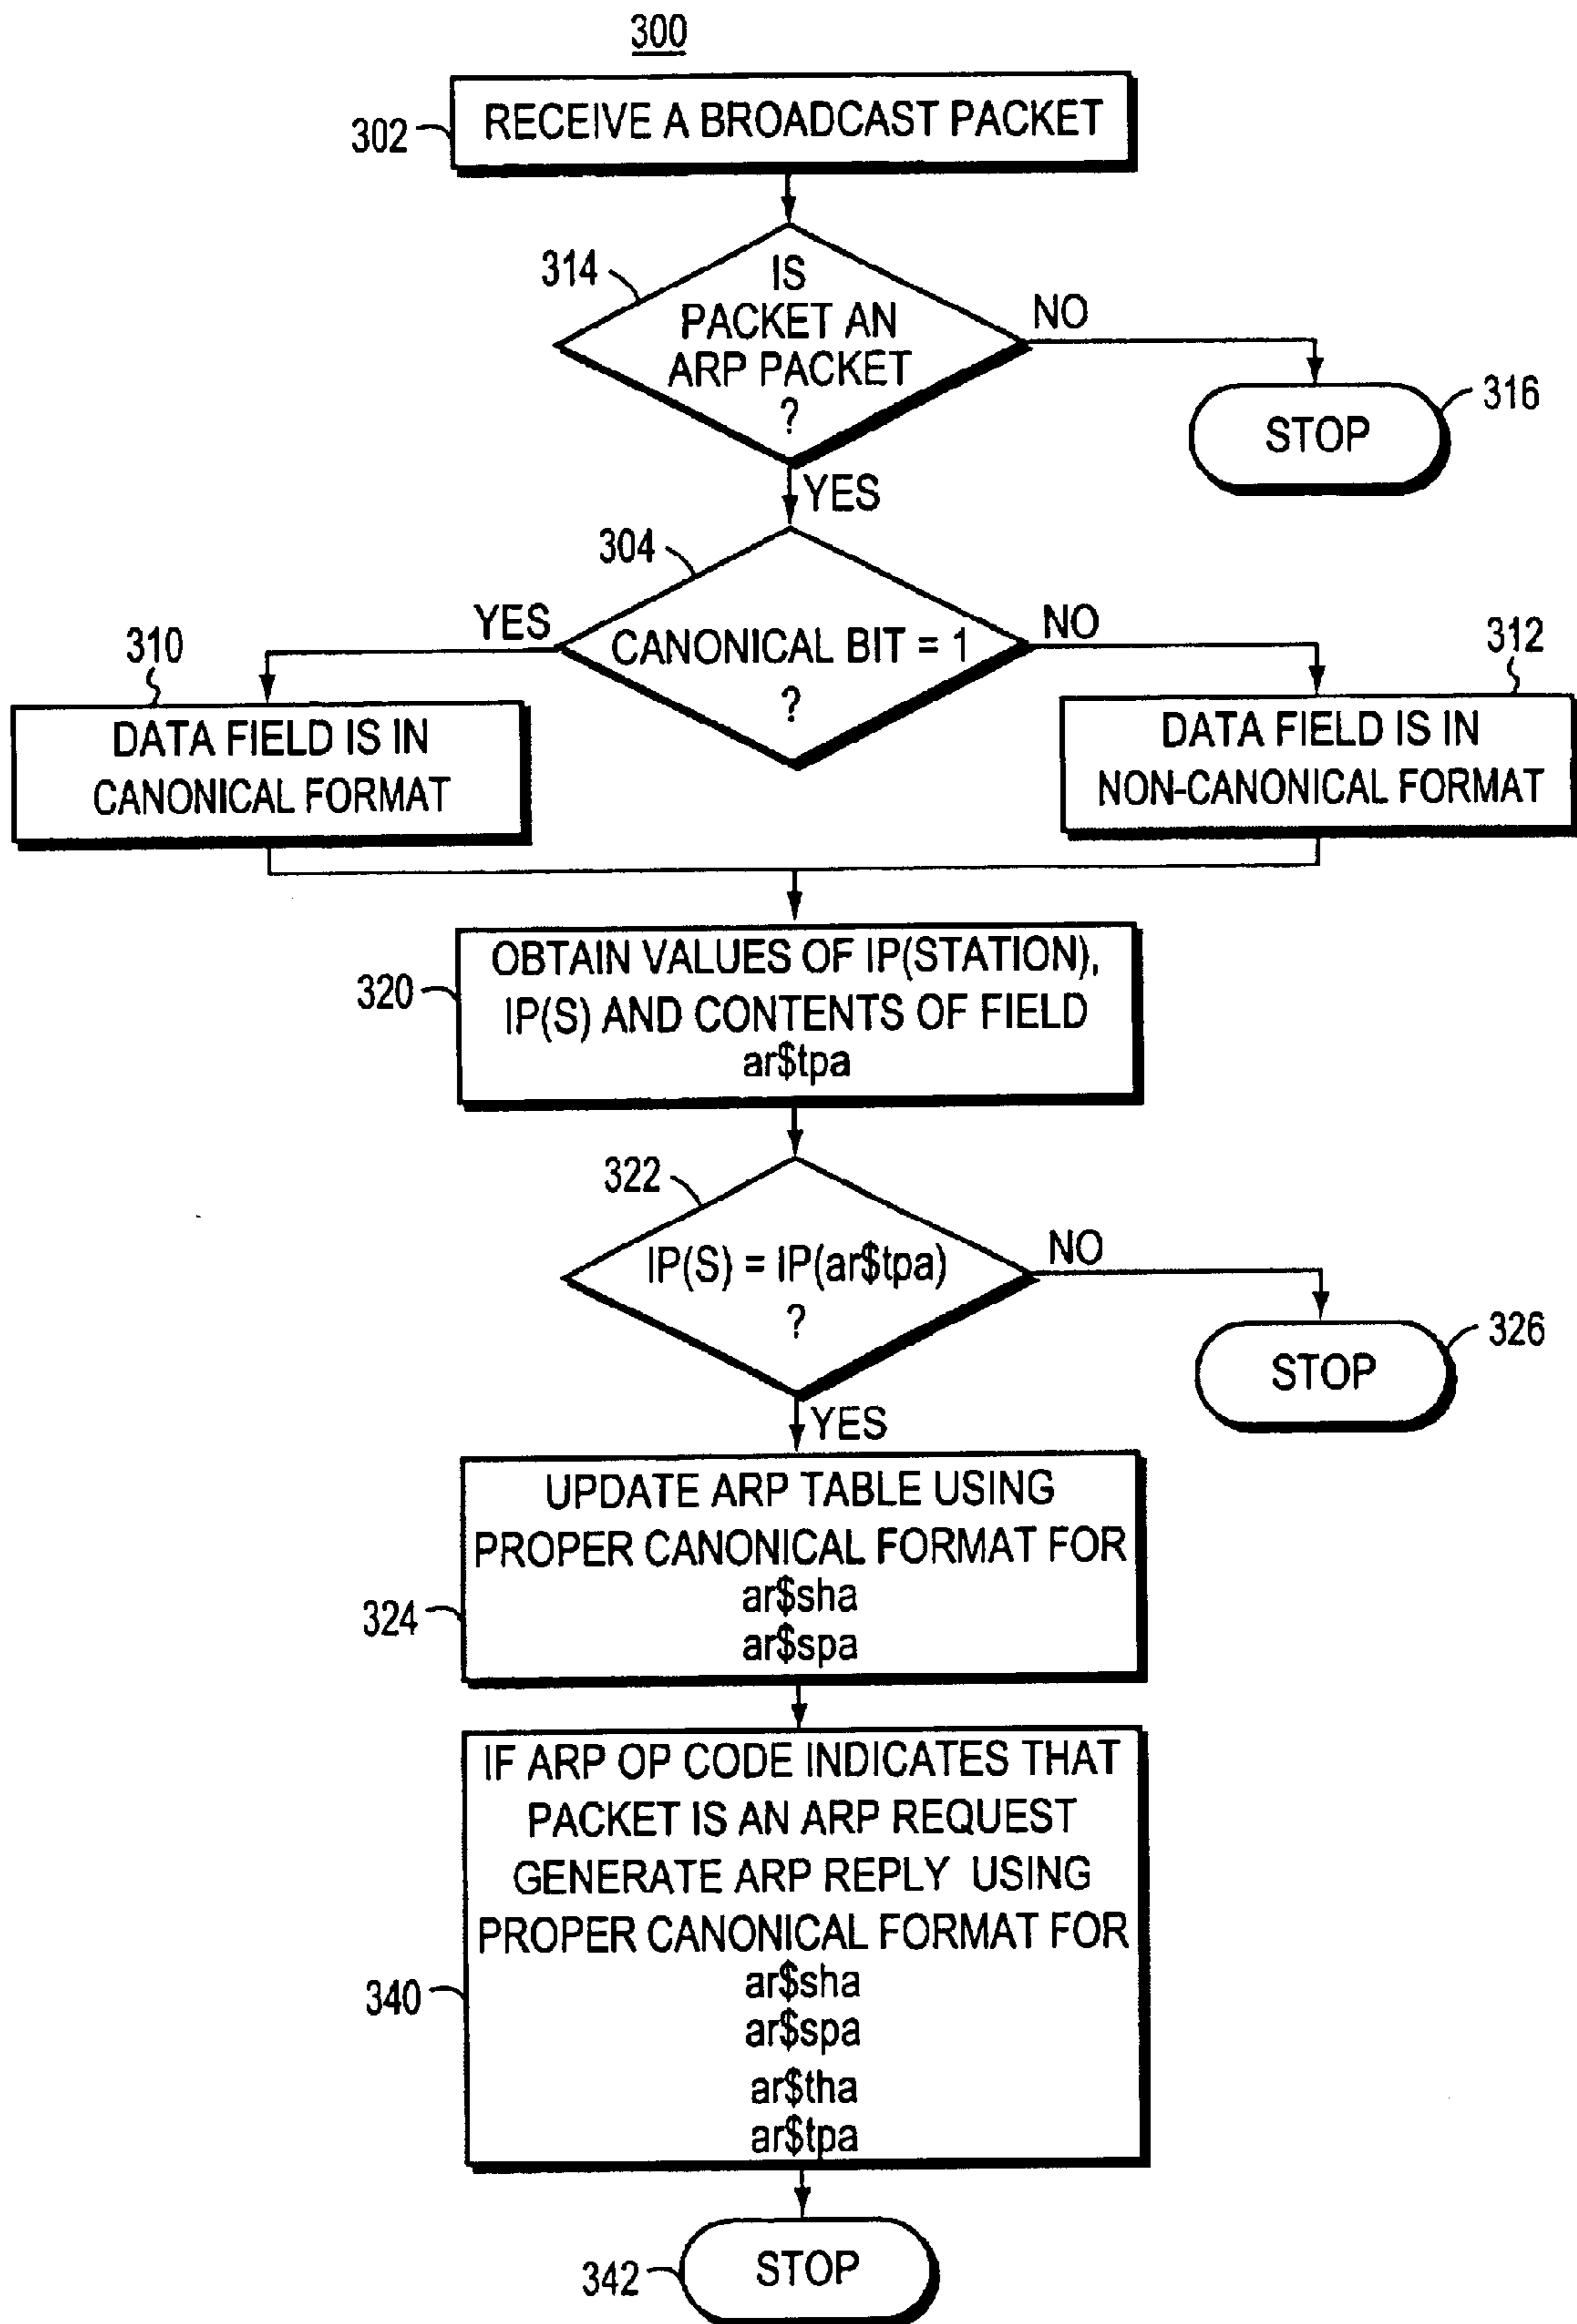 300
302
RECEIVE A BROADCAST PACKET
314
IS
PACKET AN
ARP PACKET
?
NO
316
STOP
YES
304
YES
CANONICAL BIT = 1
?
NO
310
312
DATA FIELD IS IN
CANONICAL FORMAT
DATA FIELD IS IN
NON-CANONICAL FORMAT
320
OBTAIN VALUES OF IP(STATION),
IP(S) AND CONTENTS OF FIELD
ar$tpa
322
IP(S) = IP(ar$tpa)
?
NO
326
STOP
YES
324
UPDATE ARP TABLE USING
PROPER CANONICAL FORMAT FOR
ar$sha
ar$spa
340
IF ARP OP CODE INDICATES THAT
PACKET IS AN ARP REQUEST
GENERATE ARP REPLY USING
PROPER CANONICAL FORMAT FOR
ar$sha
ar$spa
ar$tha
ar$tpa
342
STOP